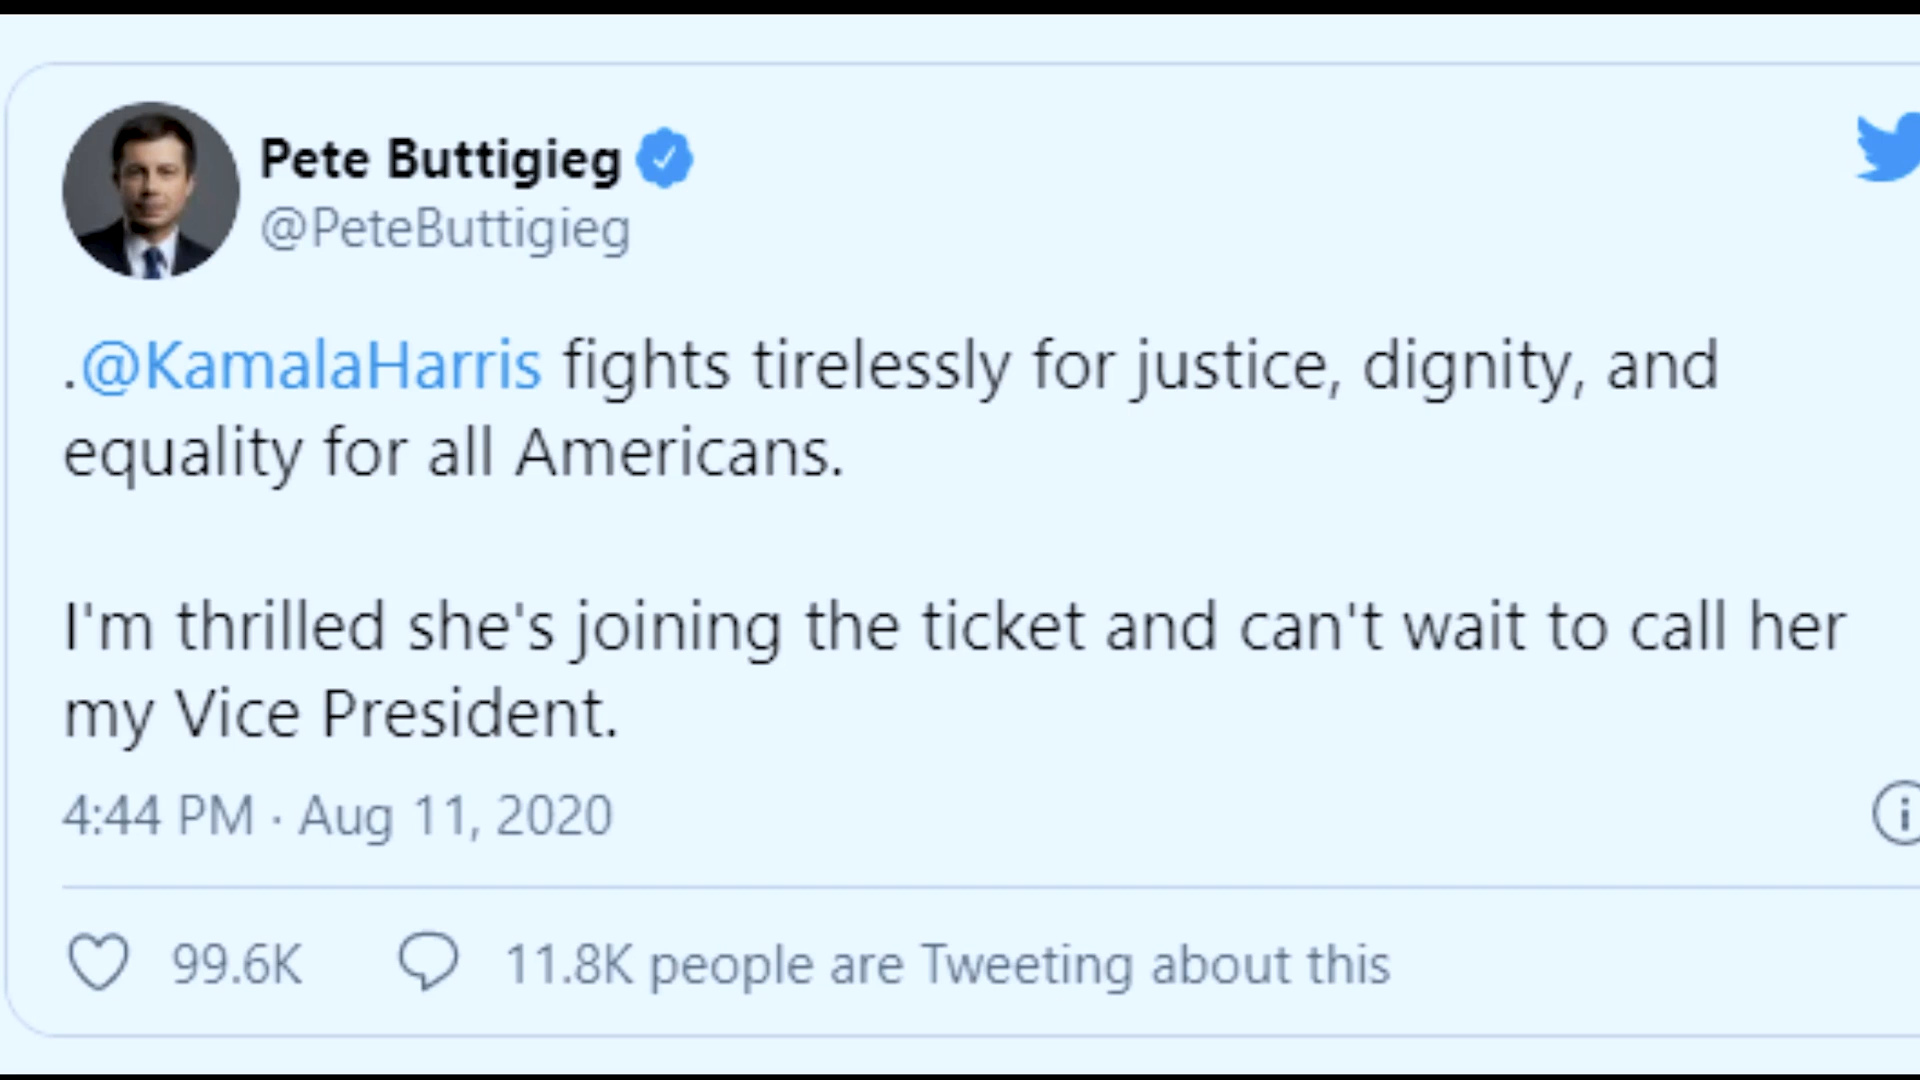 Pete Buttigieg
@PeteButtigieg
.@KamalaHarris fights tirelessly for justice, dignity, and
equality for all Americans.
I'm thrilled she's joining the ticket and can't wait to call her
my Vice President.
4:44 PM · Aug 11, 2020
99.6K 11.8K people are Tweeting about this